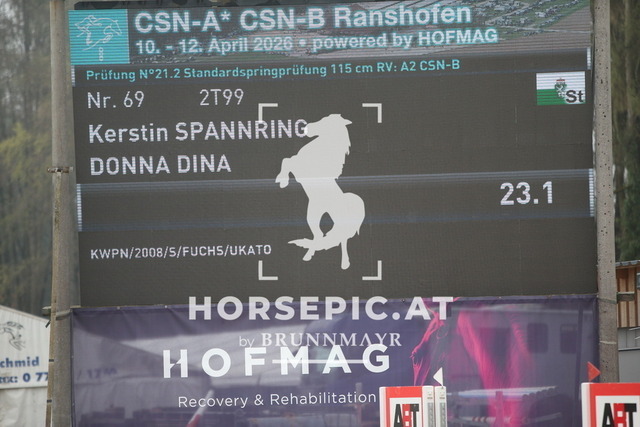 CSN-A* CSN-B Ranshofen
10. - 12. April 2026 • powered by HOFMAG
Prüfung N°21.2 Standardspringprüfung 115 cm RV: A2 CSN-B
Nr. 69 2T99
St
Kerstin SPANNRING
DONNA DINA
23.1
KWPN/2008/S/FUCHS/UKATO
HORSEPIC.AT
by BRUNNMAYR
HOFMAG
Recovery & Rehabilitation
schmid